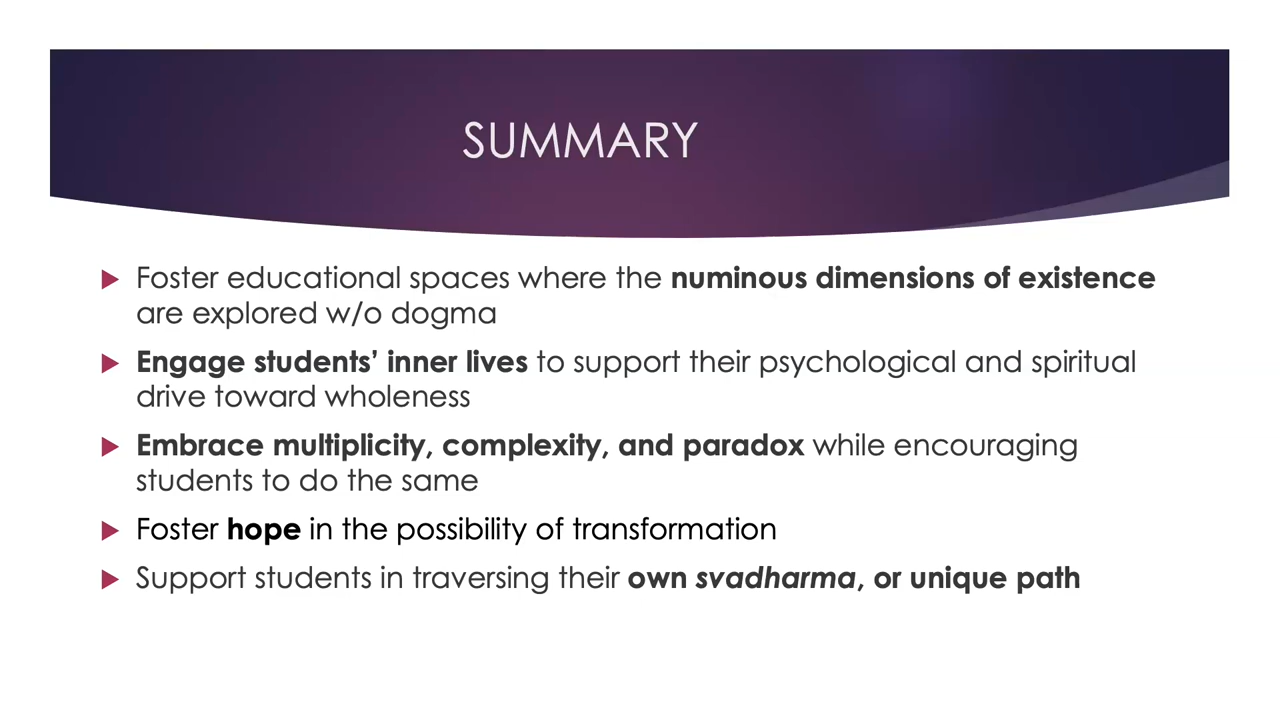 SUMMARY
Foster educational spaces where the numinous dimensions of existence
are explored w/o dogma
Engage students’ inner lives to support their psychological and spiritual
drive toward wholeness
Embrace multiplicity, complexity, and paradox while encouraging
students to do the same
Foster hope in the possibility of transformation
Support students in traversing their own svadharma, or unique path